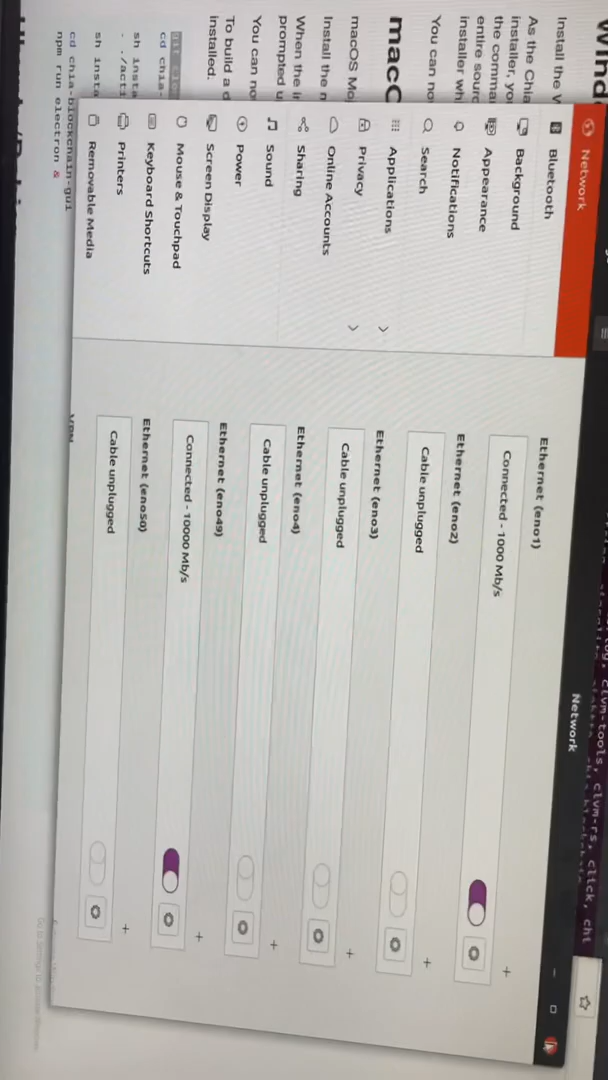 Install the
As the Chia
installer, yo
the comma
entire sourc
installer wh
You can no
macO
macOS Mo
Install the
When the
prompted u
You can no
To build a d
installed.
cd chia-
sh insta
. ./acti
sh insta
cd chia-blockchain-gui
npm run electron &
clvm-tools, clvm-rs, click,
Network
Network
Bluetooth
Background
Appearance
Notifications
Search
Applications
Privacy
Online Accounts
Sharing
Sound
Power
Screen Display
Mouse & Touchpad
Keyboard Shortcuts
Printers
Removable Media
Ethernet (eno1)
Connected - 1000 Mb/s
Ethernet (eno2)
Cable unplugged
Ethernet (eno3)
Cable unplugged
Ethernet (eno4)
Cable unplugged
Ethernet (eno49)
Connected - 10000 Mb/s
Ethernet (eno50)
Cable unplugged
VPN